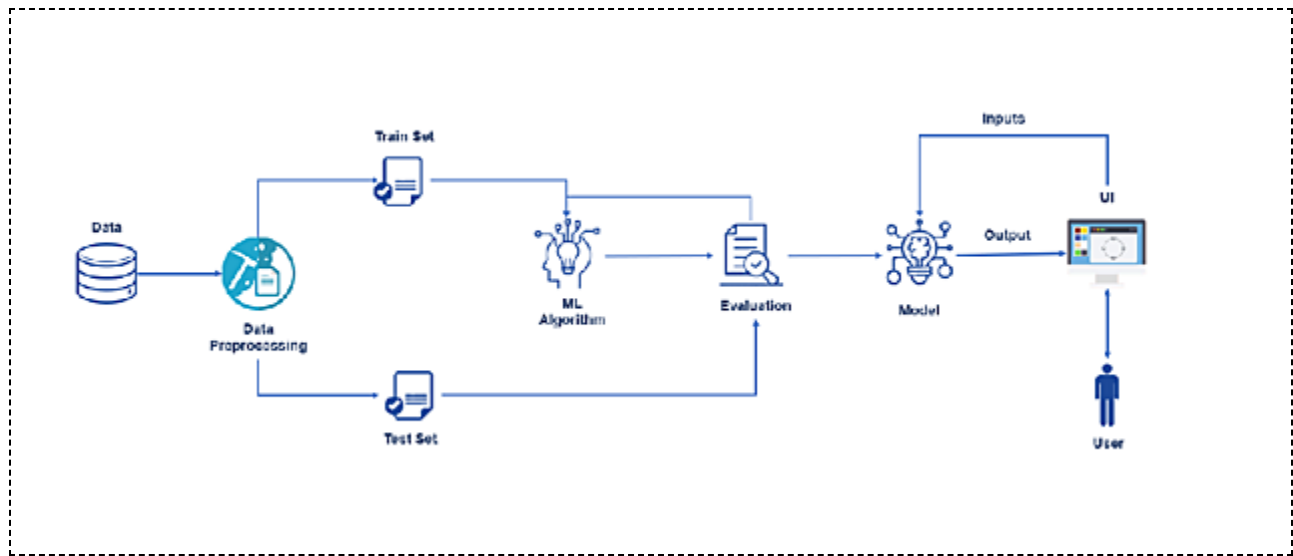 Train Set
Inputs
Data
UI
Output
ML
Algorithm
Evaluation
Model
Data
Preprocessing
Test Set
User